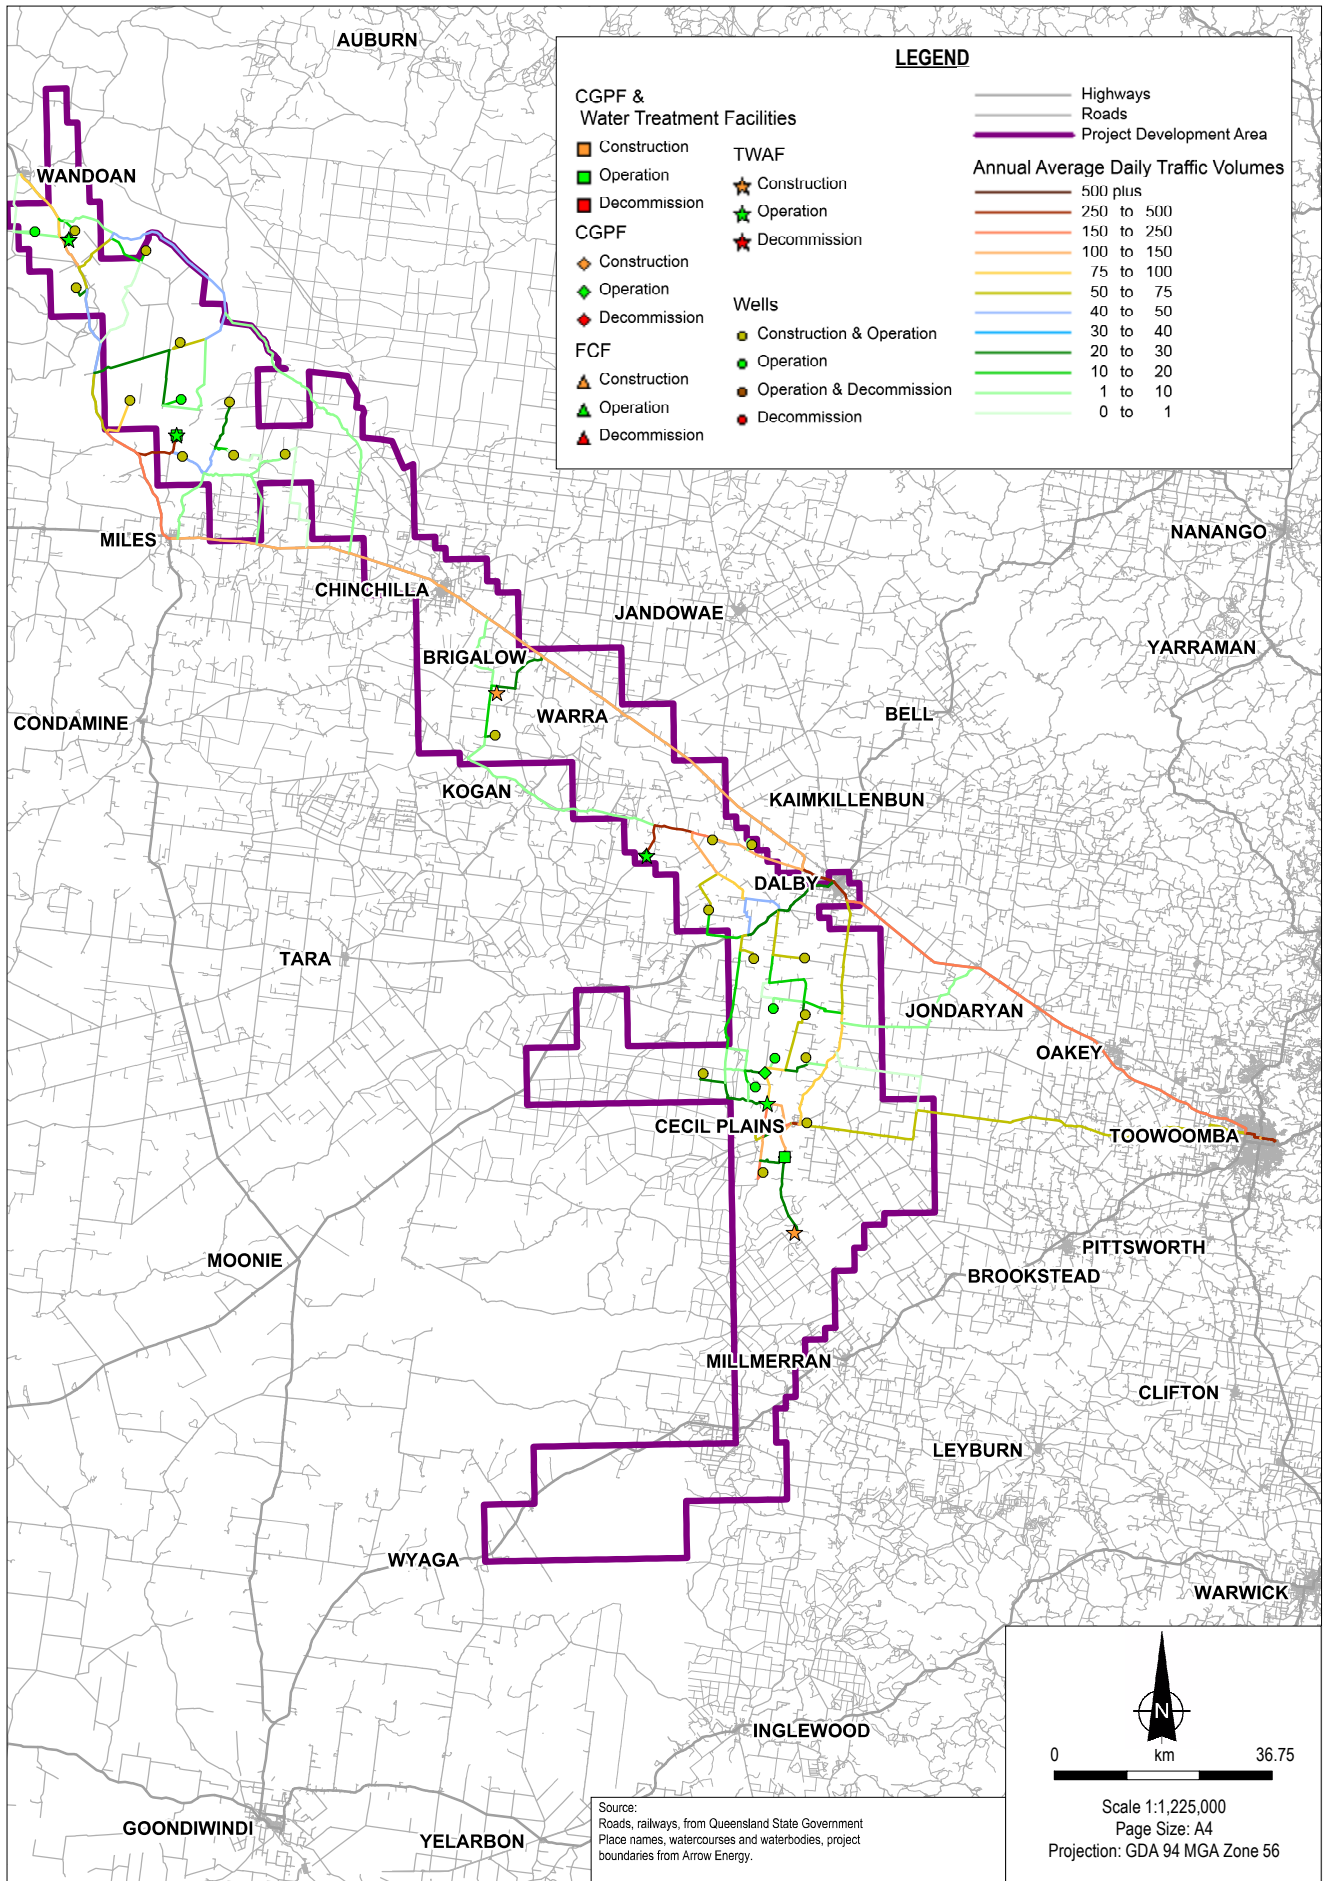 AUBURN
LEGEND
CGPF &
Water Treatment Facilities
Construction
Operation
Decommission
CGPF
Construction
Operation
Decommission
FCF
Construction
Operation
Decommission
TWAF
Construction
Operation
Decommission
Wells
Construction & Operation
Operation
Operation & Decommission
Decommission
Highways
Roads
Project Development Area
Annual Average Daily Traffic Volumes
500 plus
250 to 500
150 to 250
100 to 150
75 to 100
50 to 75
40 to 50
30 to 40
20 to 30
10 to 20
1 to 10
0 to 1
WANDOAN
MILES
NANANGO
CHINCHILLA
JANDOWAE
YARRAMAN
BRIGALOW
CONDAMINE
WARRA
BELL
KOGAN
KAIMKILLENBUN
DALBY
TARA
JONDARYAN
OAKEY
CECIL PLAINS
TOOWOOMBA
MOONIE
PITTSWORTH
BROOKSTEAD
MILLMERRAN
CLIFTON
LEYBURN
WYAGA
WARWICK
INGLEWOOD
GOONDIWINDI
YELARBON
N
0 km 36.75
Scale 1:1,225,000
Page Size: A4
Projection: GDA 94 MGA Zone 56
Source:
Roads, railways, from Queensland State Government
Place names, watercourses and waterbodies, project
boundaries from Arrow Energy.